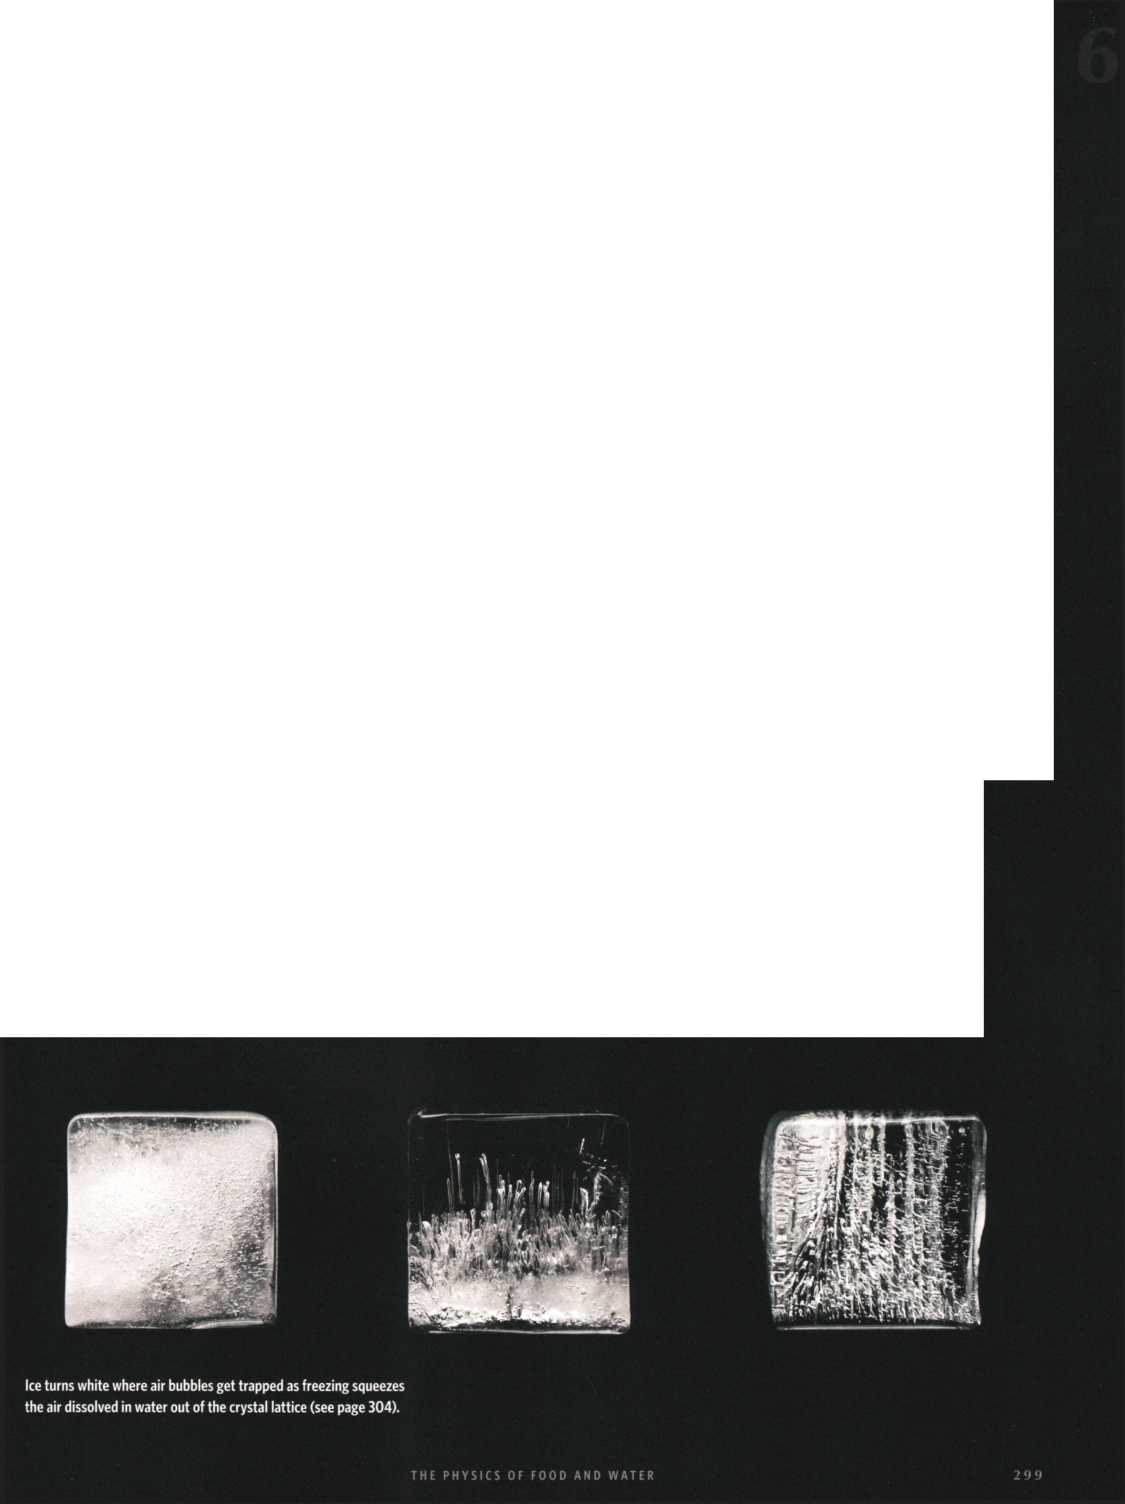 6
Ice turns white where air bubbles get trapped as freezing squeezes
the air dissolved in water out of the crystal lattice (see page 304).
THE PHYSICS OF FOOD AND WATER
299